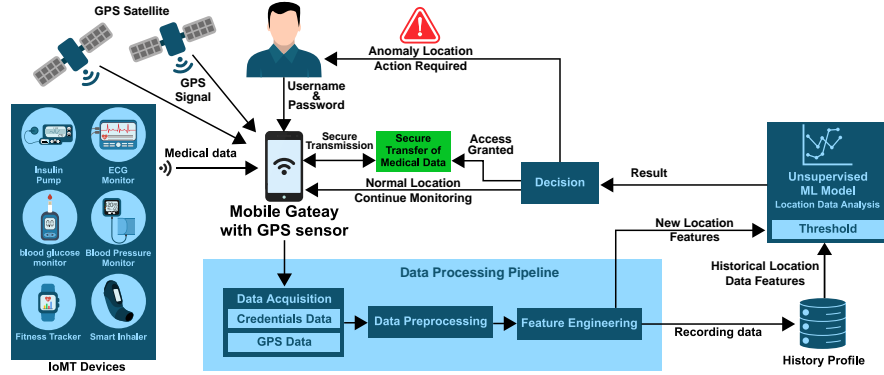 GPS Satellite
GPS
Signal
Username
&
Password
Anomaly Location
Action Required
Insulin
Pump
ECG
Monitor
blood glucose
monitor
Blood Pressure
Monitor
Fitness Tracker
Smart Inhaler
IoMT Devices
Medical data
Secure
Transmission
Secure
Transfer of
Medical Data
Access
Granted
Normal Location
Continue Monitoring
Decision
Result
Unsupervised
ML Model
Location Data Analysis
Threshold
Mobile Gateay
with GPS sensor
New Location
Features
Historical Location
Data Features
Data Processing Pipeline
Data Acquisition
Credentials Data
GPS Data
Data Preprocessing
Feature Engineering
Recording data
History Profile